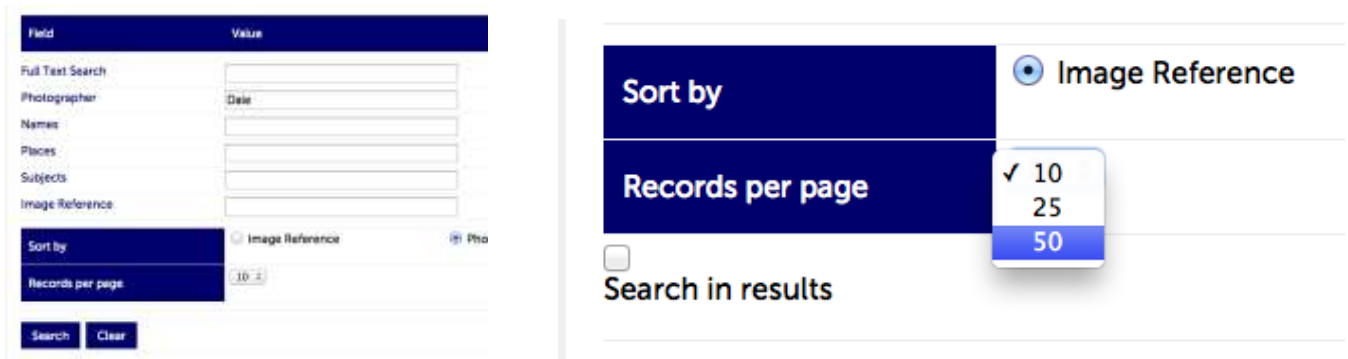 Field Value
Full Text Search
Photographer Dale
Names
Places
Subjects
Image Reference
Sort by Image Reference Pho
Records per page 10
Search Clear
Sort by Image Reference
Records per page ✓ 10
25
50
Search in results